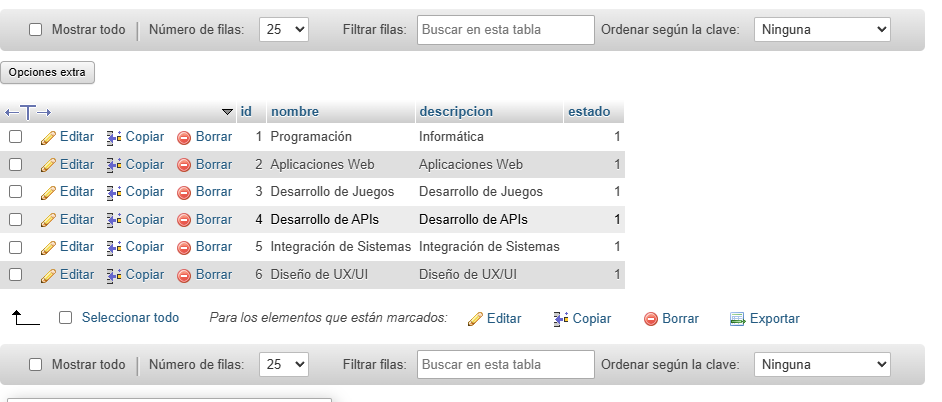 Mostrar todo Número de filas: 25 Filtrar filas: Buscar en esta tabla Ordenar según la clave: Ninguna
Opciones extra
id nombre descripcion estado
Editar Copiar Borrar 1 Programación Informática 1
Editar Copiar Borrar 2 Aplicaciones Web Aplicaciones Web 1
Editar Copiar Borrar 3 Desarrollo de Juegos Desarrollo de Juegos 1
Editar Copiar Borrar 4 Desarrollo de APIs Desarrollo de APIs 1
Editar Copiar Borrar 5 Integración de Sistemas Integración de Sistemas 1
Editar Copiar Borrar 6 Diseño de UX/UI Diseño de UX/UI 1
Seleccionar todo Para los elementos que están marcados: Editar Copiar Borrar Exportar
Mostrar todo Número de filas: 25 Filtrar filas: Buscar en esta tabla Ordenar según la clave: Ninguna